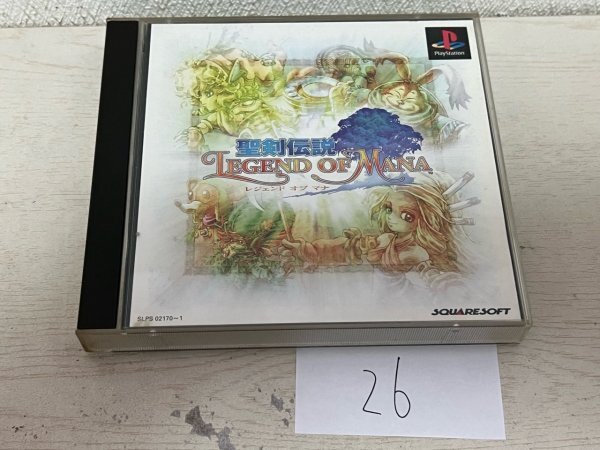 PlayStation
聖剣伝説
LEGEND OF MANA
レジェンド オブ マナ
SLPS 02170-1
SQUARESOFT
26